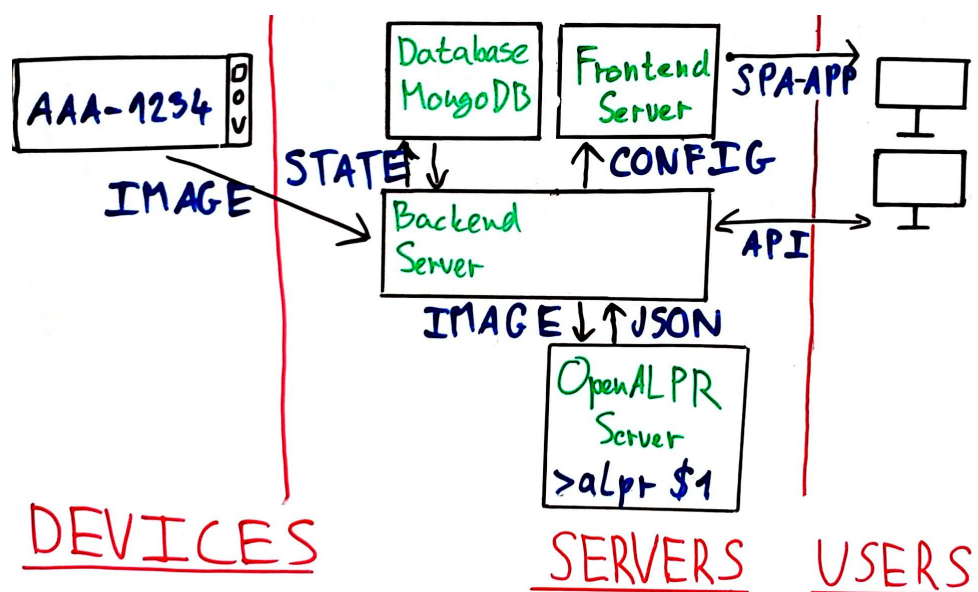 AAA-1234
IMAGE
Database
MongoDB
Frontend
Server
SPA-APP
STATE
CONFIG
Backend
Server
API
IMAGE
JSON
OpenALPR
Server
>alpr $1
DEVICES
SERVERS
USERS